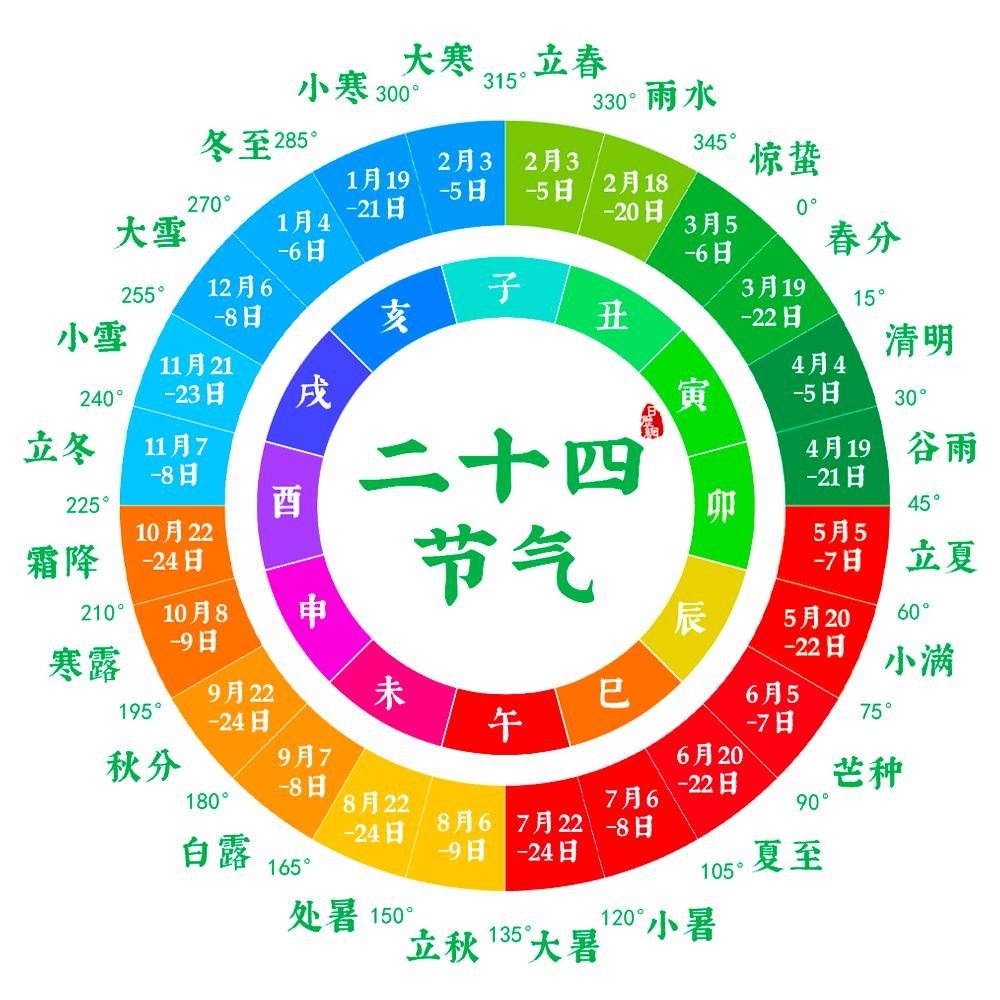 二十四
节气
315°
立春
330°
雨水
345°
惊蛰
0°
春分
15°
清明
30°
谷雨
45°
立夏
60°
小满
75°
芒种
90°
夏至
105°
小暑
120°
大暑
135°
立秋
150°
处暑
165°
白露
180°
秋分
195°
寒露
210°
霜降
225°
立冬
240°
小雪
255°
大雪
270°
冬至
285°
小寒
300°
大寒
2月3
-5日
2月18
-20日
3月5
-6日
3月19
-22日
4月4
-5日
4月19
-21日
5月5
-7日
5月20
-22日
6月5
-7日
6月20
-22日
7月6
-8日
7月22
-24日
8月6
-9日
8月22
-24日
9月7
-8日
9月22
-24日
10月8
-9日
10月22
-24日
11月7
-8日
11月21
-23日
12月6
-8日
1月4
-6日
1月19
-21日
2月3
-5日
子
丑
寅
卯
辰
巳
午
未
申
酉
戌
亥